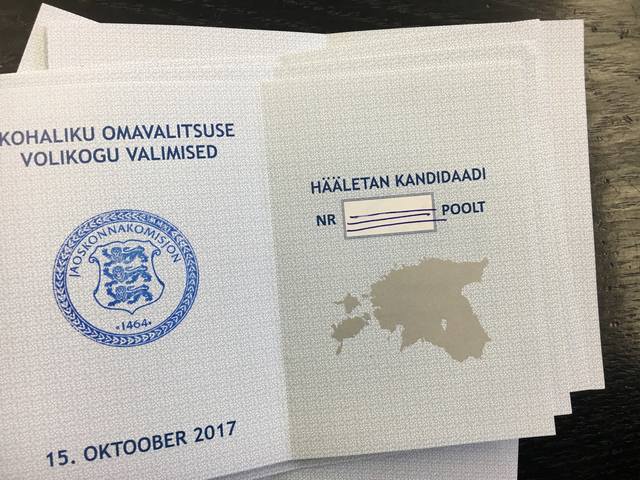 KOHALIKU OMAVALITSUSE
VOLIKOGU VALIMISED
JAOSKONNAKOMISJON
•1464•
15. OKTOOBER 2017
HÄÄLETAN KANDIDAADI
NR POOLT